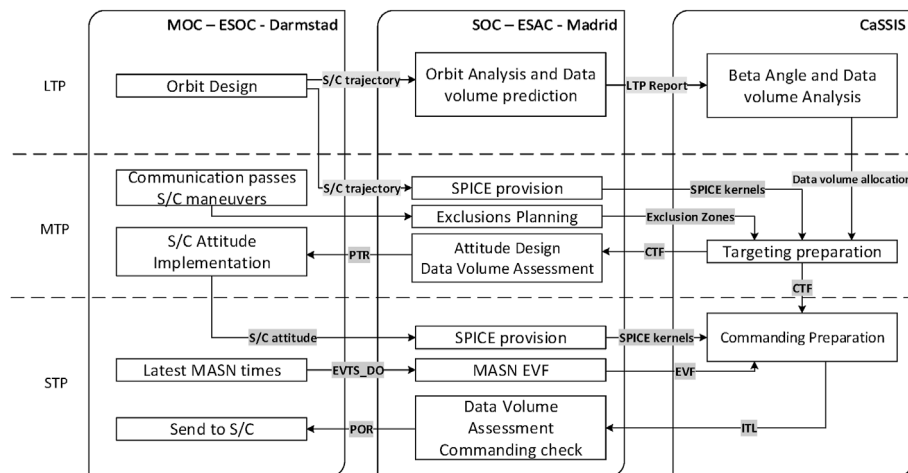 MOC – ESOC - Darmstad
SOC – ESAC - Madrid
CaSSIS
LTP
Orbit Design
S/C trajectory
Orbit Analysis and Data
volume prediction
LTP Report
Beta Angle and Data
volume Analysis
Data volume allocation
MTP
Communication passes
S/C maneuvers
S/C trajectory
SPICE provision
SPICE kernels
Exclusions Planning
Exclusion Zones
S/C Attitude
Implementation
PTR
Attitude Design
Data Volume Assessment
CTF
Targeting preparation
CTF
STP
S/C attitude
SPICE provision
SPICE kernels
Commanding Preparation
Latest MASN times
EVTS_DO
MASN EVF
EVF
Send to S/C
POR
Data Volume
Assessment
Commanding check
ITL